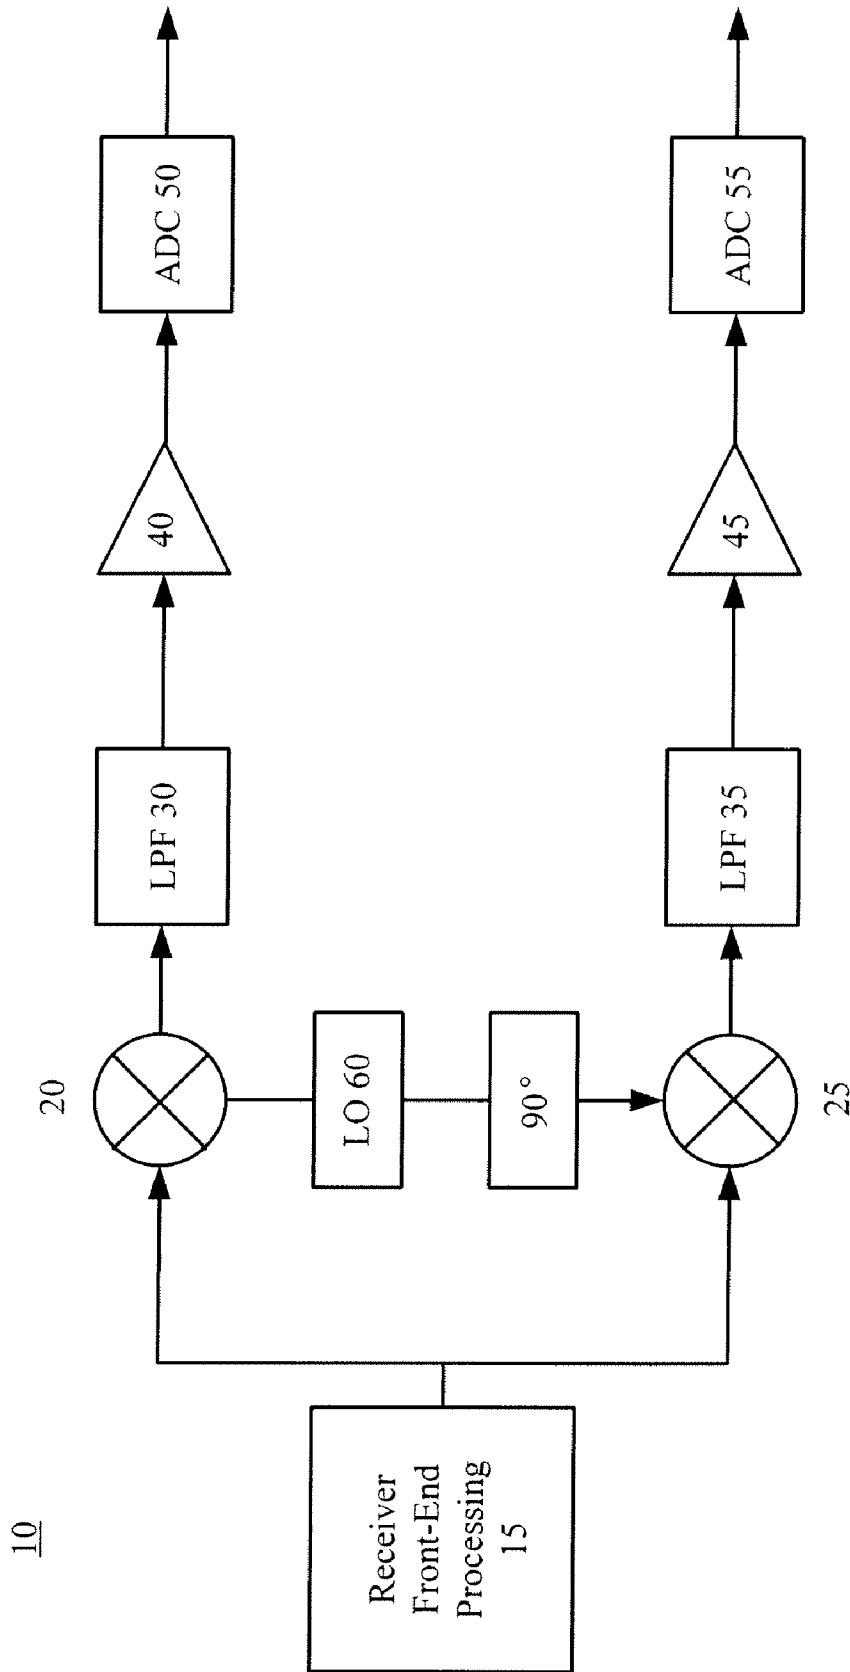 10
Receiver
Front-End
Processing
15
20
LPF 30
40
ADC 50
LO 60
90°
25
LPF 35
45
ADC 55